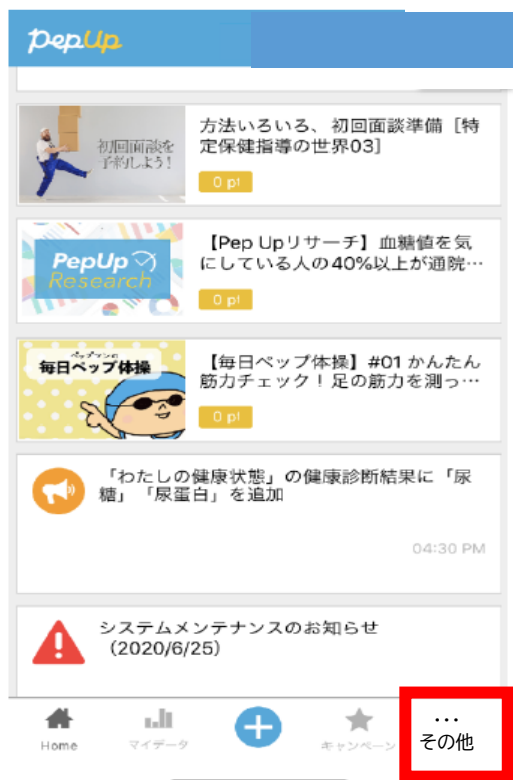 PepUp
初回面談を
予約しよう!
方法いろいろ、初回面談準備［特
定保健指導の世界03］
0 pt
PepUp
Research
【Pep Upリサーチ】血糖値を気
にしている人の40%以上が通院…
0 pt
ペップマンの
毎日ペップ体操
【毎日ペップ体操】#01 かんたん
筋力チェック！足の筋力を測っ…
0 pt
「わたしの健康状態」の健康診断結果に「尿
糖」「尿蛋白」を追加
04:30 PM
システムメンテナンスのお知らせ
（2020/6/25）
Home
マイデータ
キャンペーン
…
その他